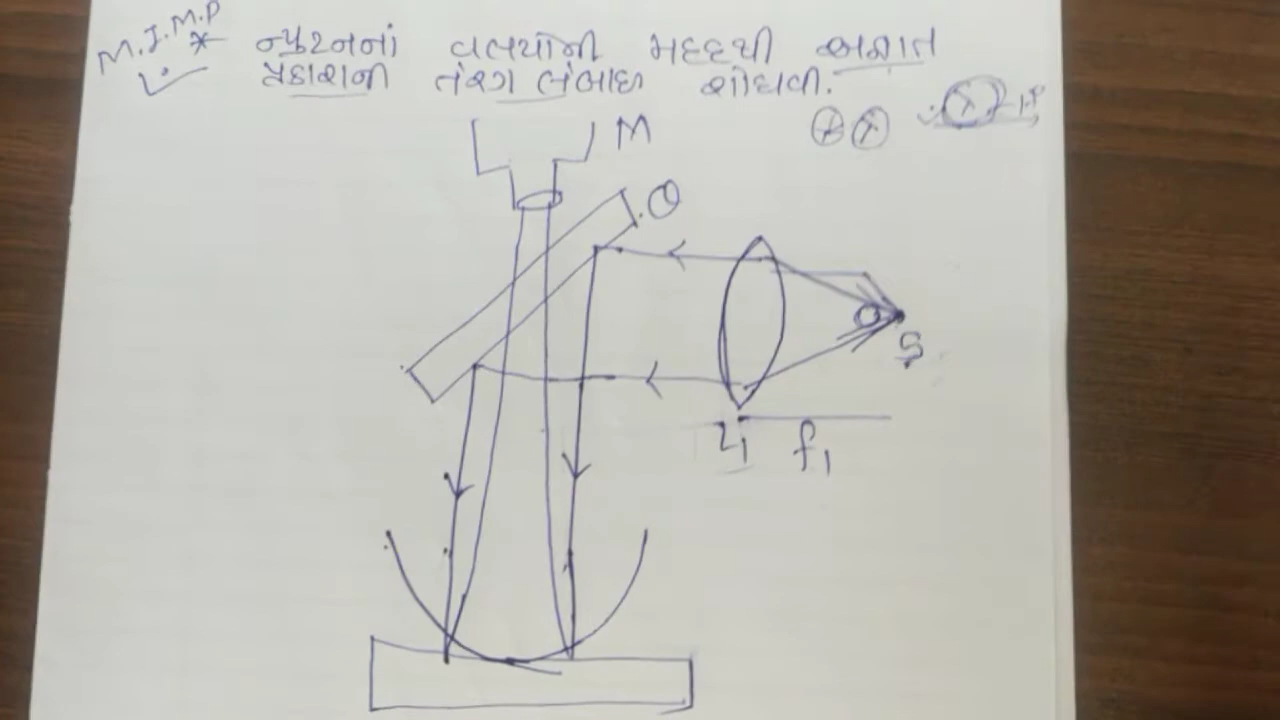 M.J.M.P
* ન્યુટનનાં વલયોની મદદથી અજ્ઞાત
પ્રકાશની તરંગ લંબાઇ શોધવી.
M
O
S
L1 f1